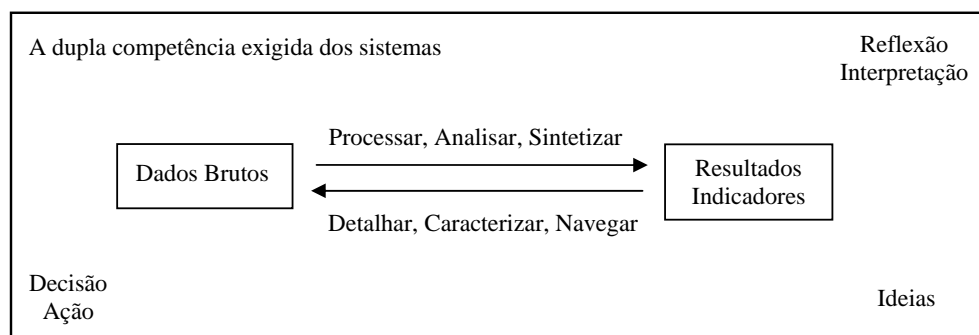 A dupla competência exigida dos sistemas
Reflexão
Interpretação
Processar, Analisar, Sintetizar
Dados Brutos
Resultados
Indicadores
Detalhar, Caracterizar, Navegar
Decisão
Ação
Ideias